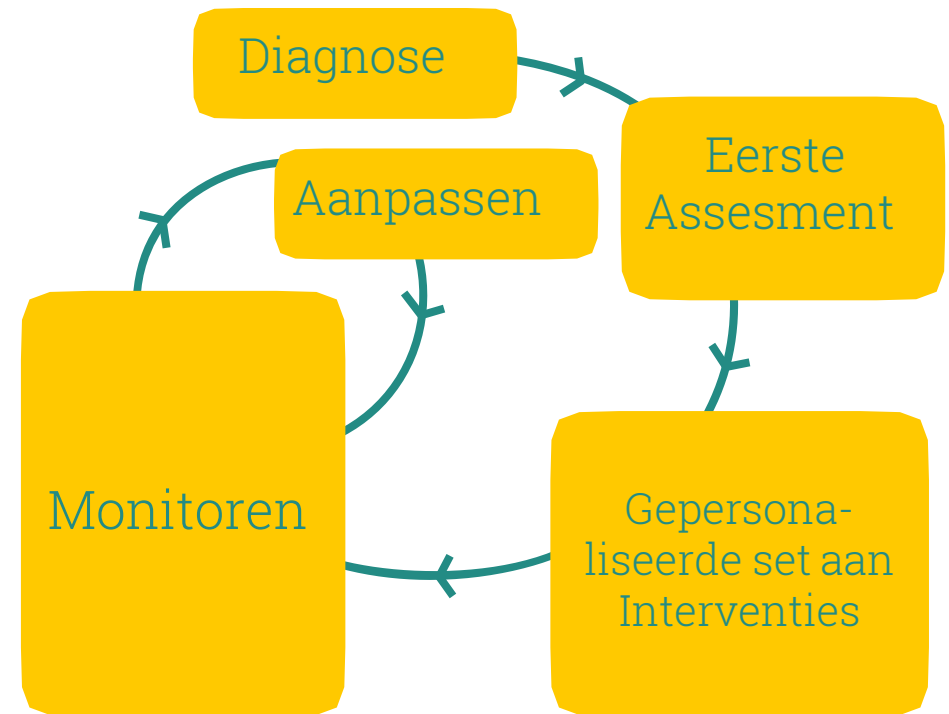 Diagnose
Aanpassen
Eerste
Assesment
Monitoren
Gepersona-
liseerde set aan
Interventies